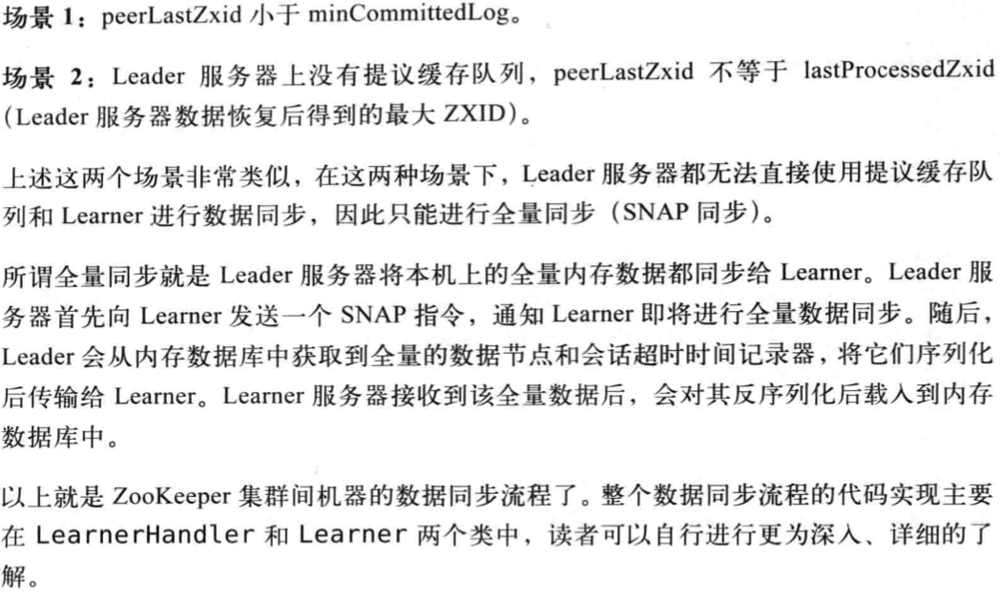 场景 1：peerLastZxid 小于 minCommittedLog。
场景 2：Leader 服务器上没有提议缓存队列，peerLastZxid 不等于 lastProcessedZxid
（Leader 服务器数据恢复后得到的最大 ZXID）。
上述这两个场景非常类似，在这两种场景下，Leader 服务器都无法直接使用提议缓存队
列和 Learner 进行数据同步，因此只能进行全量同步（SNAP 同步）。
所谓全量同步就是 Leader 服务器将本机上的全量内存数据都同步给 Learner。Leader 服
务器首先向 Learner 发送一个 SNAP 指令，通知 Learner 即将进行全量数据同步。随后，
Leader 会从内存数据库中获取到全量的数据节点和会话超时时间记录器，将它们序列化
后传输给 Learner。Learner 服务器接收到该全量数据后，会对其反序列化后载入到内存
数据库中。
以上就是 ZooKeeper 集群间机器的数据同步流程了。整个数据同步流程的代码实现主要
在 LearnerHandler 和 Learner 两个类中，读者可以自行进行更为深入、详细的了
解。